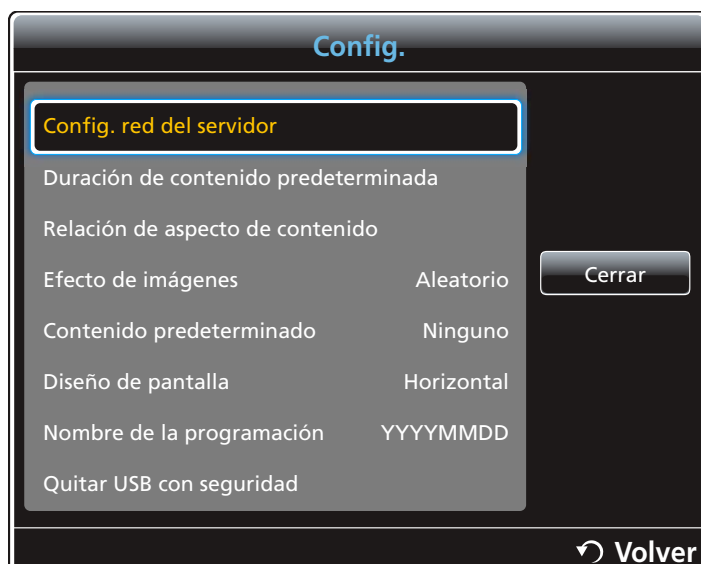 Config.
Config. red del servidor
Duración de contenido predeterminada
Relación de aspecto de contenido
Efecto de imágenes Aleatorio
Contenido predeterminado Ninguno
Diseño de pantalla Horizontal
Nombre de la programación YYYYMMDD
Quitar USB con seguridad
Cerrar
Volver